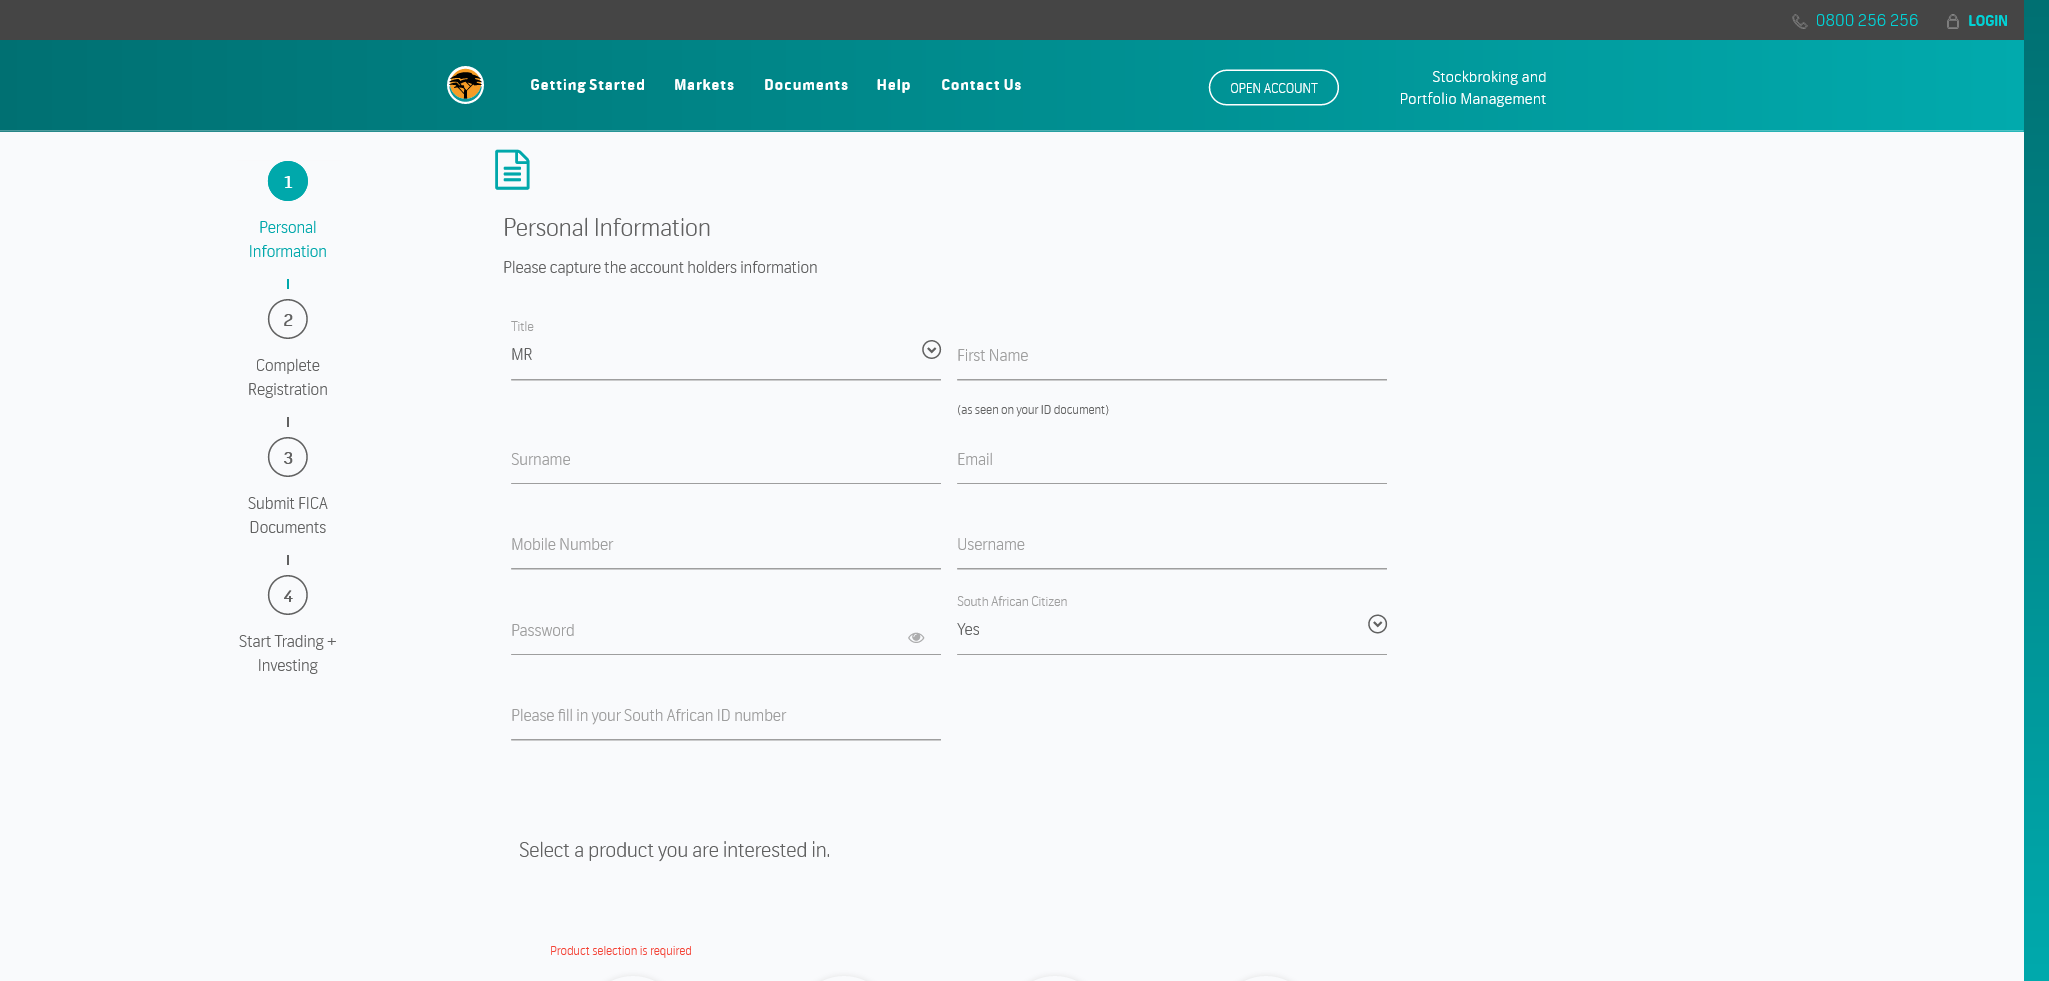 0800 256 256
LOGIN
Getting Started
Markets
Documents
Help
Contact Us
OPEN ACCOUNT
Stockbroking and
Portfolio Management
1
Personal
Information
2
Complete
Registration
3
Submit FICA
Documents
4
Start Trading +
Investing
Personal Information
Please capture the account holders information
Title
MR
First Name
(as seen on your ID document)
Surname
Email
Mobile Number
Username
Password
South African Citizen
Yes
Please fill in your South African ID number
Select a product you are interested in.
Product selection is required